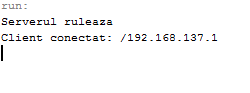 run:
Serverul ruleaza
Client conectat: /192.168.137.1